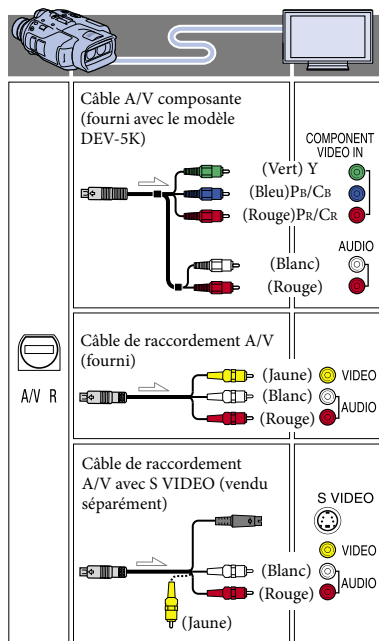 Câble A/V composante
(fourni avec le modèle
DEV-5K)
COMPONENT
VIDEO IN
(Vert) Y
(Bleu)PB/CB
(Rouge)PR/CR
AUDIO
(Blanc)
(Rouge)
A/V R
Câble de raccordement A/V
(fourni)
(Jaune)
VIDEO
(Blanc)
AUDIO
(Rouge)
Câble de raccordement
A/V avec S VIDEO (vendu
séparément)
S VIDEO
VIDEO
(Blanc)
AUDIO
(Rouge)
(Jaune)